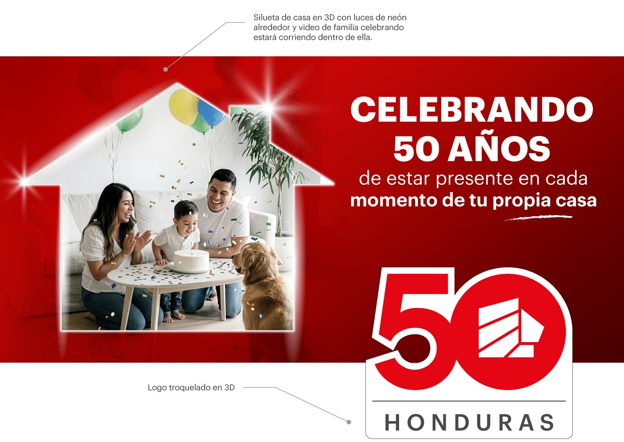 Silueta de casa en 3D con luces de neón
alrededor y video de familia celebrando
estará corriendo dentro de ella.
CELEBRANDO
50 AÑOS
de estar presente en cada
momento de tu propia casa
50
Logo troquelado en 3D
HONDURAS